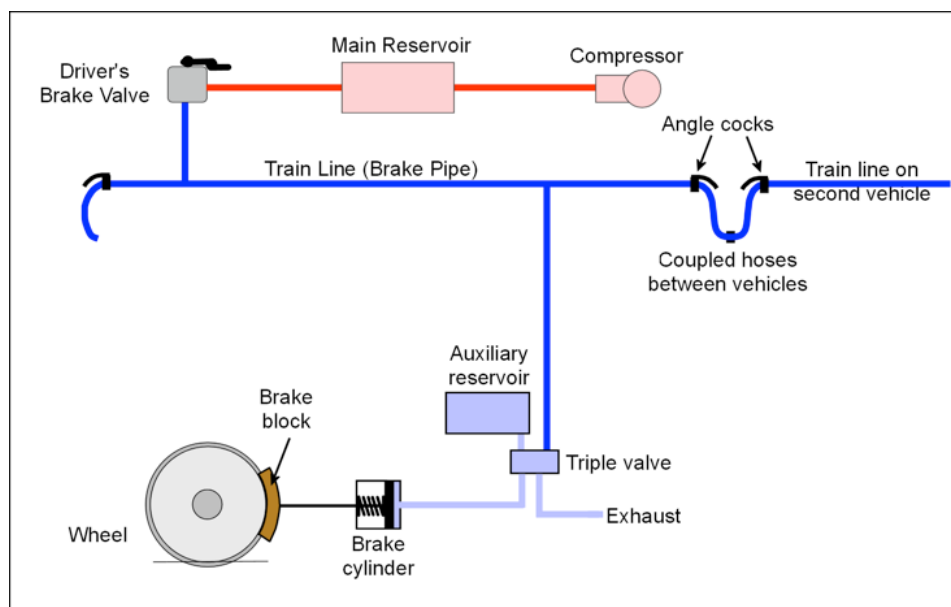 Main Reservoir
Compressor
Driver's
Brake Valve
Angle cocks
Train Line (Brake Pipe)
Train line on
second vehicle
Coupled hoses
between vehicles
Auxiliary
reservoir
Brake
block
Triple valve
Exhaust
Wheel
Brake
cylinder